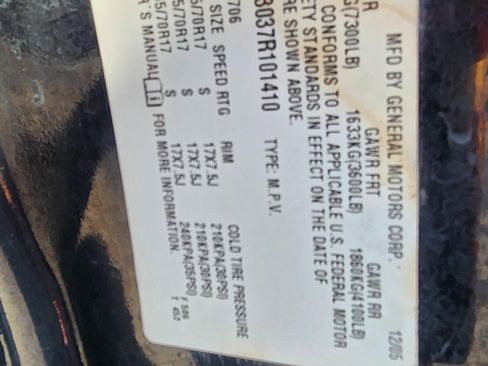 MFD BY GENERAL MOTORS CORP. 12/05
R GAWR FRT GAWR RR
G(7300LB) 1633KG(3600LB) 1860KG(4100LB)
CONFORMS TO ALL APPLICABLE U.S. FEDERAL MOTOR
ETY STANDARDS IN EFFECT ON THE DATE OF
RE SHOWN ABOVE.
3037R101410 TYPE: M.P.V.
706
SIZE SPEED RTG RIM COLD TIRE PRESSURE
5/70R17 S 17X7.5J 210KPA(30PSI)
5/70R17 S 17X7.5J 210KPA(30PSI)
5/70R17 S 17X7.5J 240KPA(35PSI)
'S MANUAL i FOR MORE INFORMATION. F 586
T 452